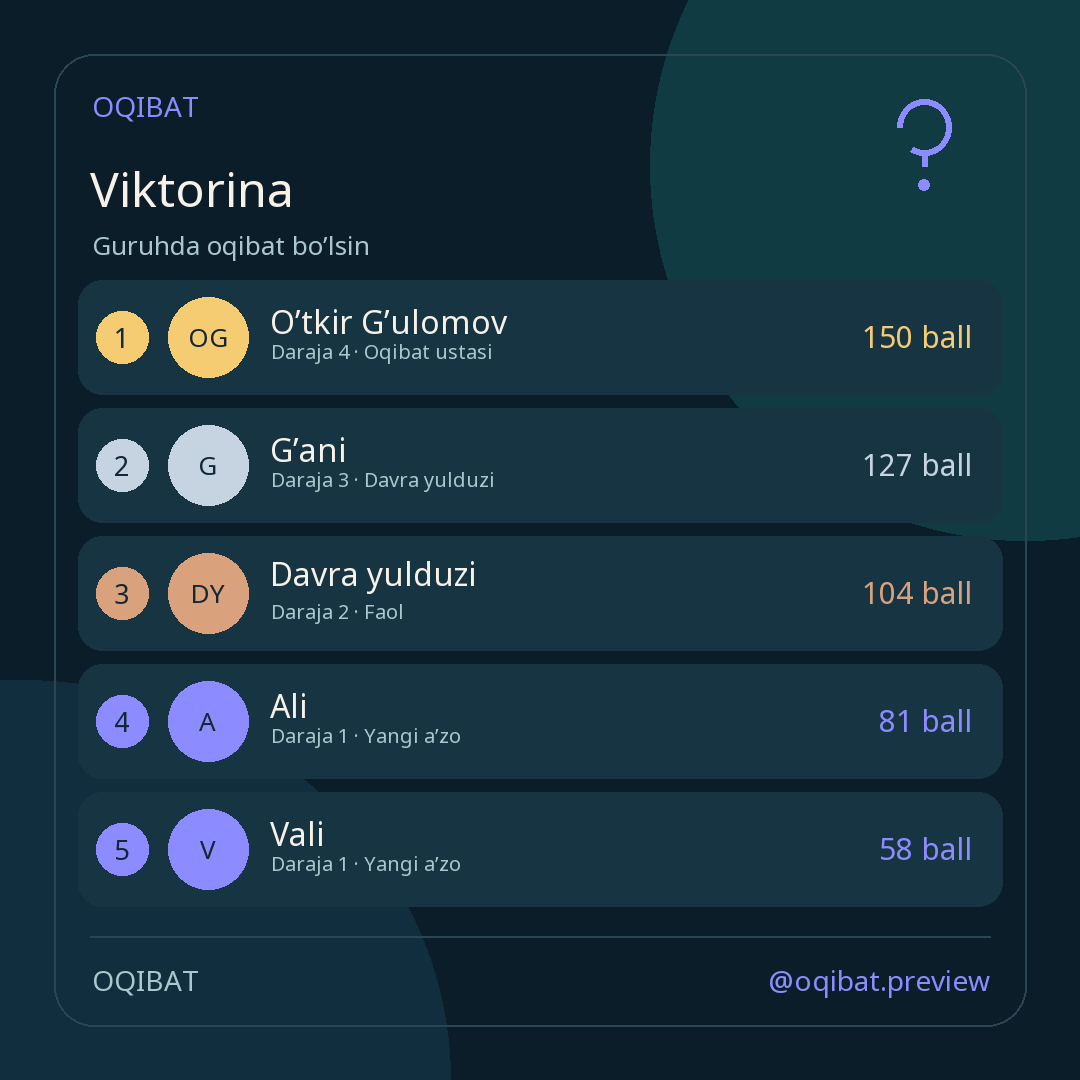 OQIBAT
Viktorina
Guruhda oqibat bo‘lsin
1 OG O‘tkir G‘ulomov 150 ball
Daraja 4 · Oqibat ustasi
2 G G‘ani 127 ball
Daraja 3 · Davra yulduzi
3 DY Davra yulduzi 104 ball
Daraja 2 · Faol
4 A Ali 81 ball
Daraja 1 · Yangi a’zo
5 V Vali 58 ball
Daraja 1 · Yangi a’zo
OQIBAT @oqibat.preview